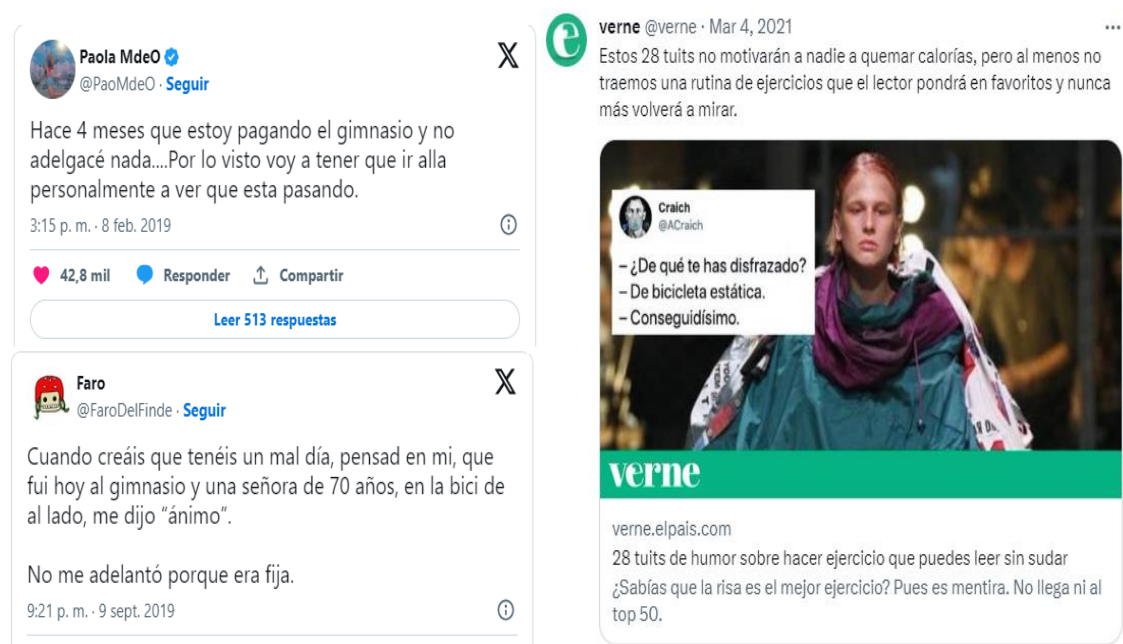 Paola MdeO
@PaoMdeO · Seguir
Hace 4 meses que estoy pagando el gimnasio y no
adelgacé nada....Por lo visto voy a tener que ir alla
personalmente a ver que esta pasando.
3:15 p. m. · 8 feb. 2019
42,8 mil Responder Compartir
Leer 513 respuestas
Faro
@FaroDelFinde · Seguir
Cuando creáis que tenéis un mal día, pensad en mi, que
fui hoy al gimnasio y una señora de 70 años, en la bici de
al lado, me dijo “ánimo”.
No me adelantó porque era fija.
9:21 p. m. · 9 sept. 2019
verne @verne · Mar 4, 2021
Estos 28 tuits no motivarán a nadie a quemar calorías, pero al menos no
traemos una rutina de ejercicios que el lector pondrá en favoritos y nunca
más volverá a mirar.
Craich
@ACraich
– ¿De qué te has disfrazado?
– De bicicleta estática.
– Conseguidísimo.
verne
verne.elpais.com
28 tuits de humor sobre hacer ejercicio que puedes leer sin sudar
¿Sabías que la risa es el mejor ejercicio? Pues es mentira. No llega ni al
top 50.